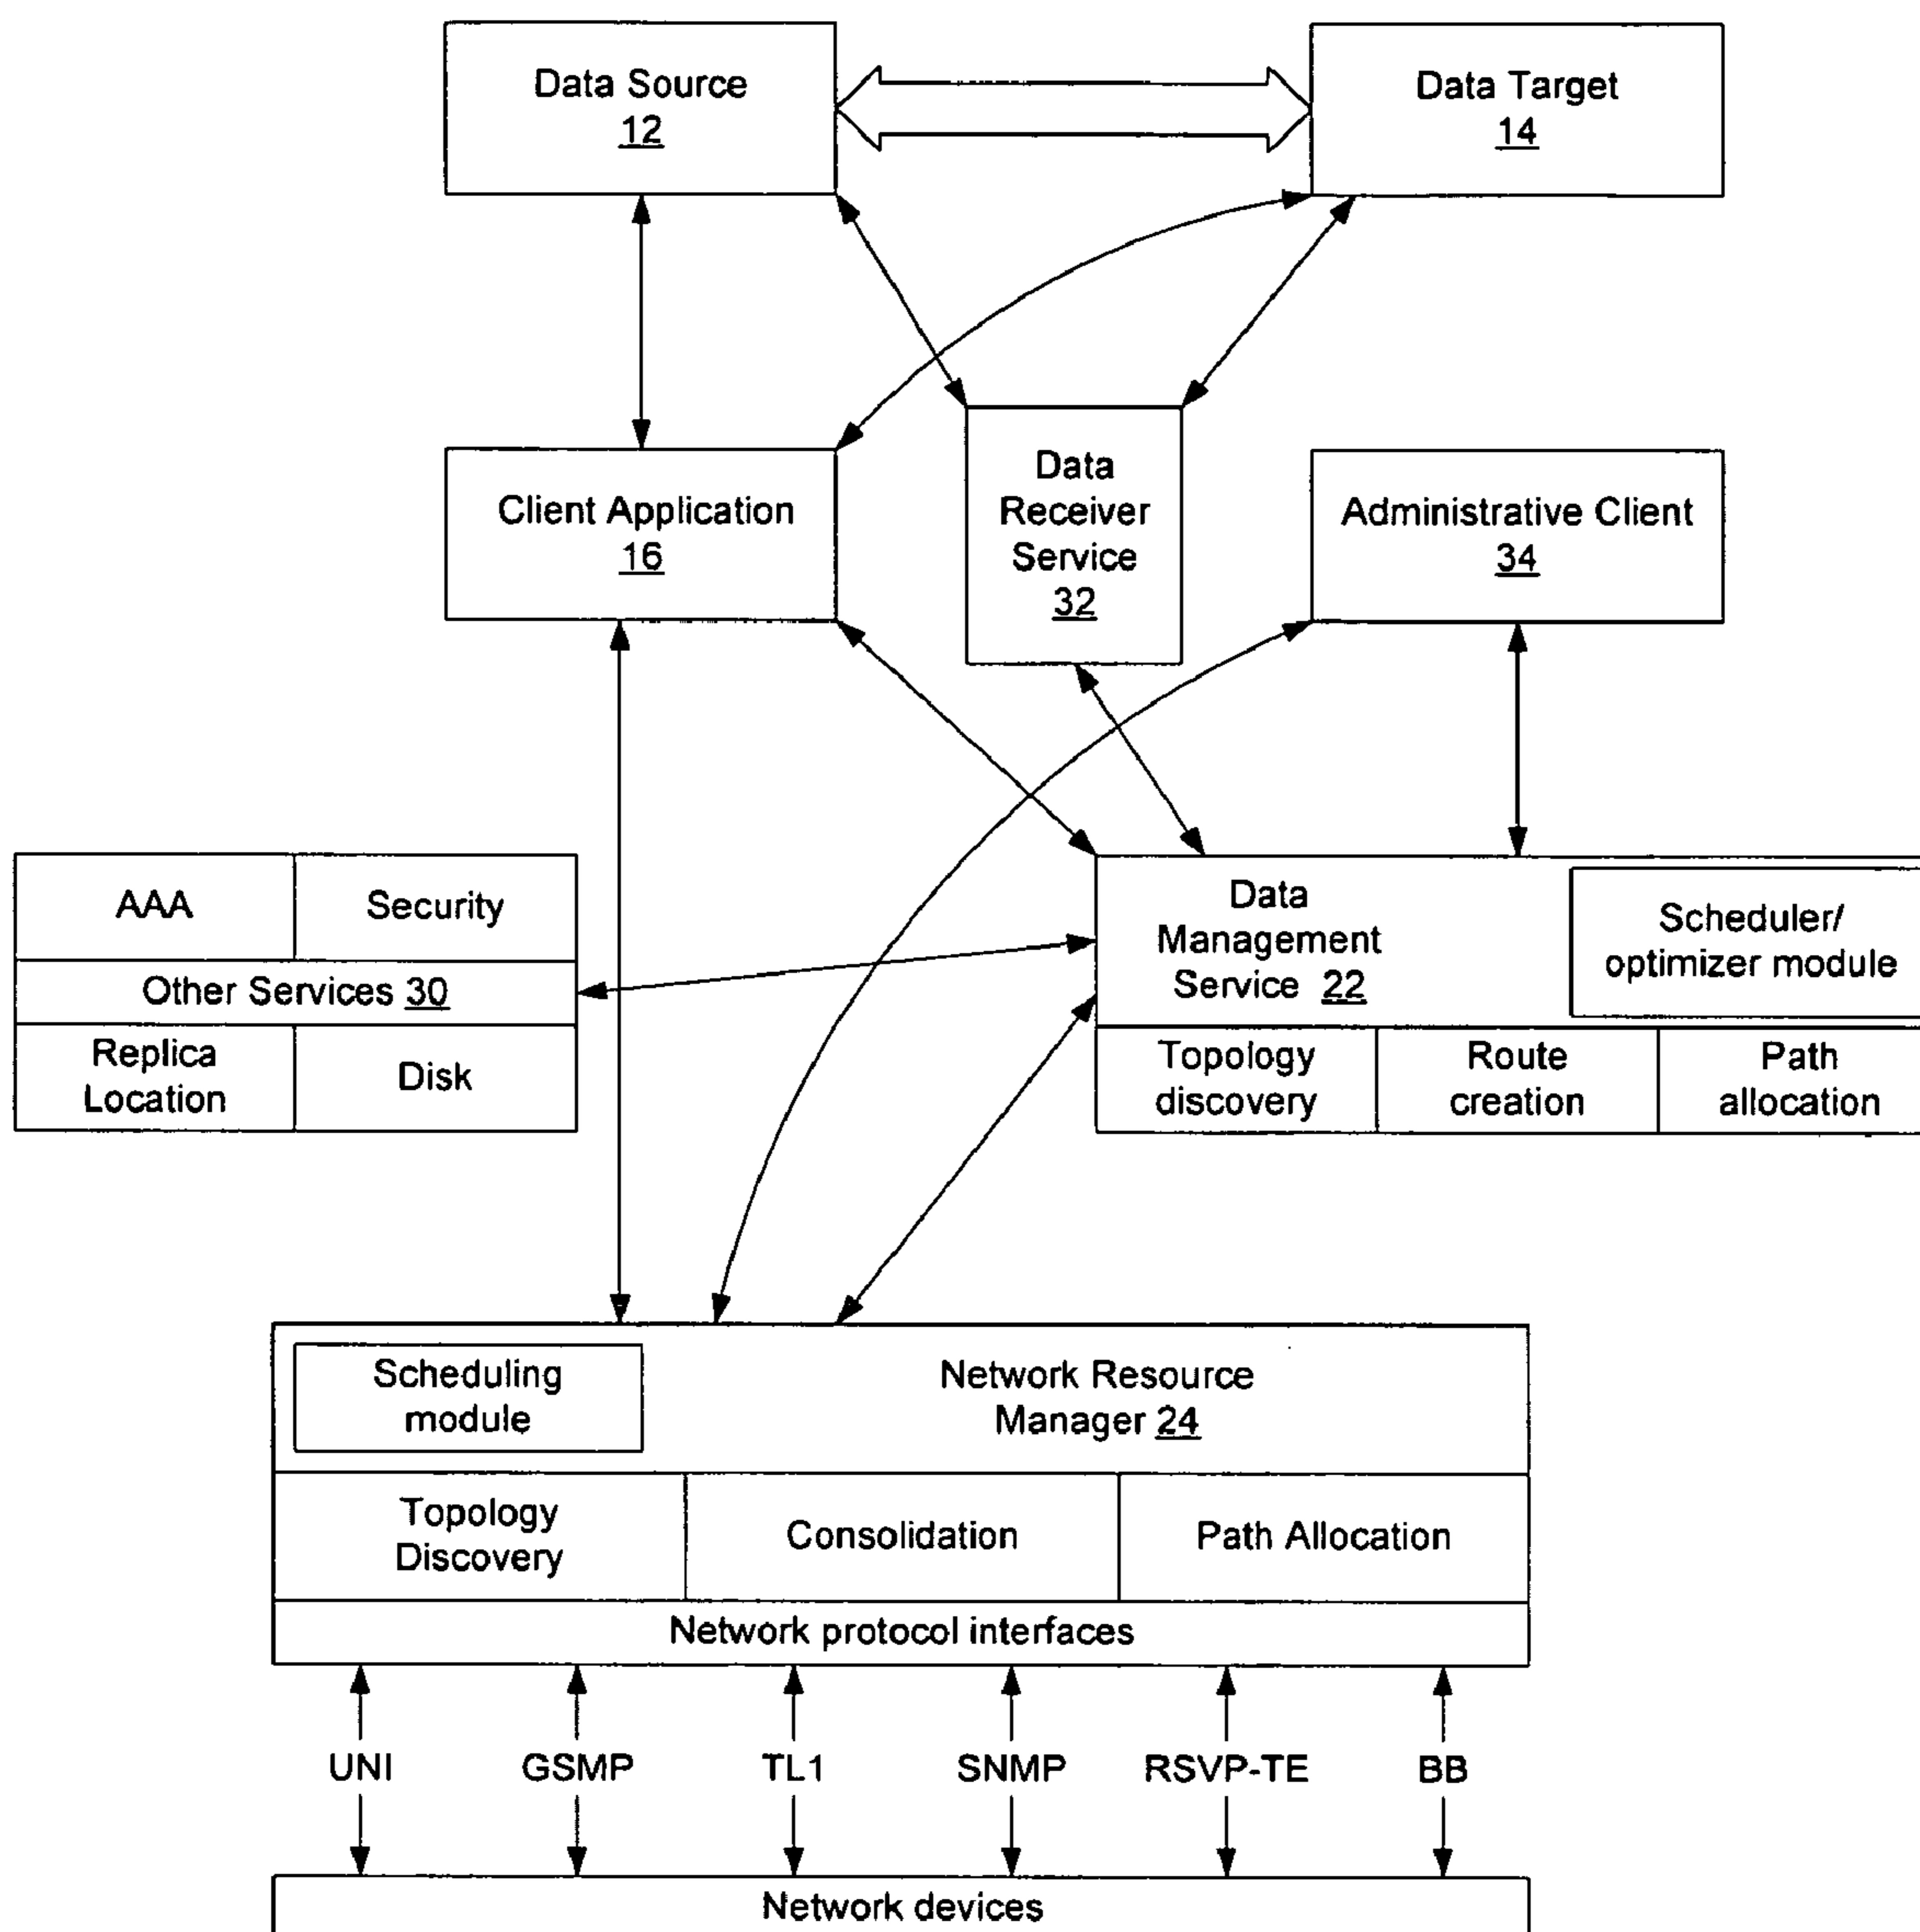 Data Source
12
Data Target
14
Client Application
16
Data
Receiver
Service
32
Administrative Client
34
AAA
Security
Other Services 30
Replica
Location
Disk
Data
Management
Service 22
Scheduler/
optimizer module
Topology
discovery
Route
creation
Path
allocation
Scheduling
module
Network Resource
Manager 24
Topology
Discovery
Consolidation
Path Allocation
Network protocol interfaces
UNI
GSMP
TL1
SNMP
RSVP-TE
BB
Network devices